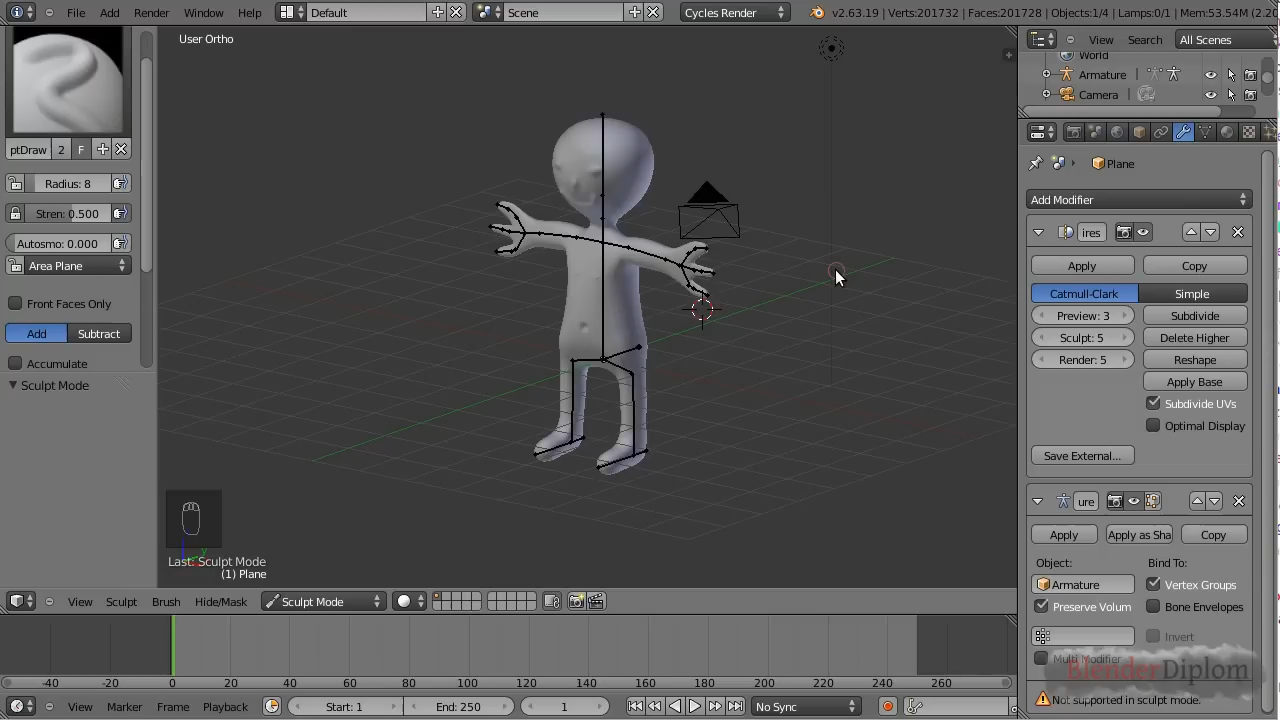 File Add Render Window Help Default Scene Cycles Render v2.63.19 | Verts:201732 | Faces:201728 | Objects:1/4 | Lamps:0/1 | Mem:53.54M (2.20
User Ortho
View Search All Scenes
World
Armature
Camera
ptDraw 2 F
Plane
Radius: 8
Add Modifier
Stren: 0.500
ires
Autosmo: 0.000
Area Plane
Apply Copy
Catmull-Clark Simple
Front Faces Only
Preview: 3 Subdivide
Add Subtract
Sculpt: 5 Delete Higher
Accumulate
Render: 5 Reshape
Sculpt Mode
Apply Base
Subdivide UVs
Optimal Display
Save External...
ure
Apply Apply as Sha Copy
Last: Sculpt Mode
(1) Plane
Object: Bind To:
Armature Vertex Groups
View Sculpt Brush Hide/Mask Sculpt Mode
Preserve Volum Bone Envelopes
Invert
Multi Modifier
BlenderDiplom
-40 -20 0 20 40 60 80 100 120 140 160 180 200 220 240 260
View Marker Frame Playback Start: 1 End: 250 1 No Sync
Not supported in sculpt mode.